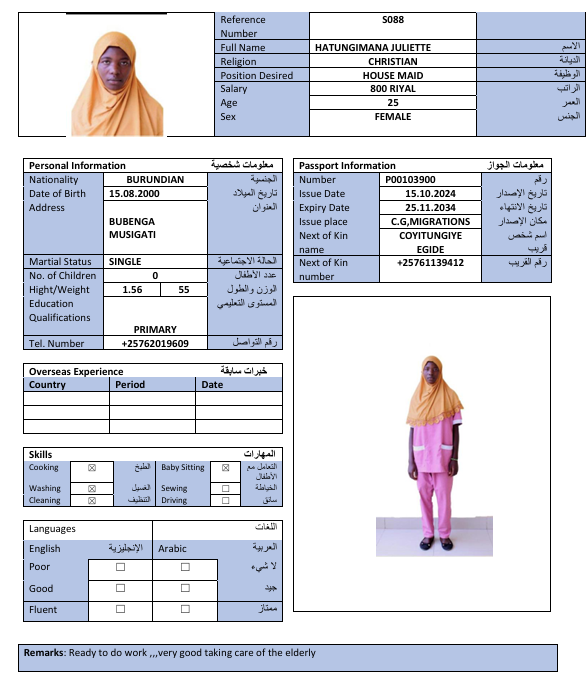 Reference Number S088
Full Name HATUNGIMANA JULIETTE الاسم
Religion CHRISTIAN الديانة
Position Desired HOUSE MAID الوظيفة
Salary 800 RIYAL الراتب
Age 25 العمر
Sex FEMALE الجنس
Personal Information معلومات شخصية
Nationality BURUNDIAN الجنسية
Date of Birth 15.08.2000 تاريخ الميلاد
Address العنوان
BUBENGA
MUSIGATI
Martial Status SINGLE الحالة الاجتماعية
No. of Children 0 عدد الأطفال
Hight/Weight 1.56 55 الوزن والطول
Education المستوى التعليمي
Qualifications
PRIMARY
Tel. Number +25762019609 رقم التواصل
Passport Information معلومات الجواز
Number P00103900 رقم
Issue Date 15.10.2024 تاريخ الإصدار
Expiry Date 25.11.2034 تاريخ الانتهاء
Issue place C.G,MIGRATIONS مكان الإصدار
Next of Kin COYITUNGIYE اسم شخص
name EGIDE قريب
Next of Kin +25761139412 رقم القريب
number
Overseas Experience خبرات سابقة
Country Period Date
Skills المهارات
Cooking ☒ الطبخ Baby Sitting ☒ التعامل مع
الأطفال
Washing ☒ الغسيل Sewing ☐ الخياطة
Cleaning ☒ التنظيف Driving ☐ سائق
Languages اللغات
English الإنجليزية Arabic العربية
Poor ☐ ☐ لا شيء
Good ☐ ☐ جيد
Fluent ☐ ☐ ممتاز
Remarks: Ready to do work ,,,very good taking care of the elderly